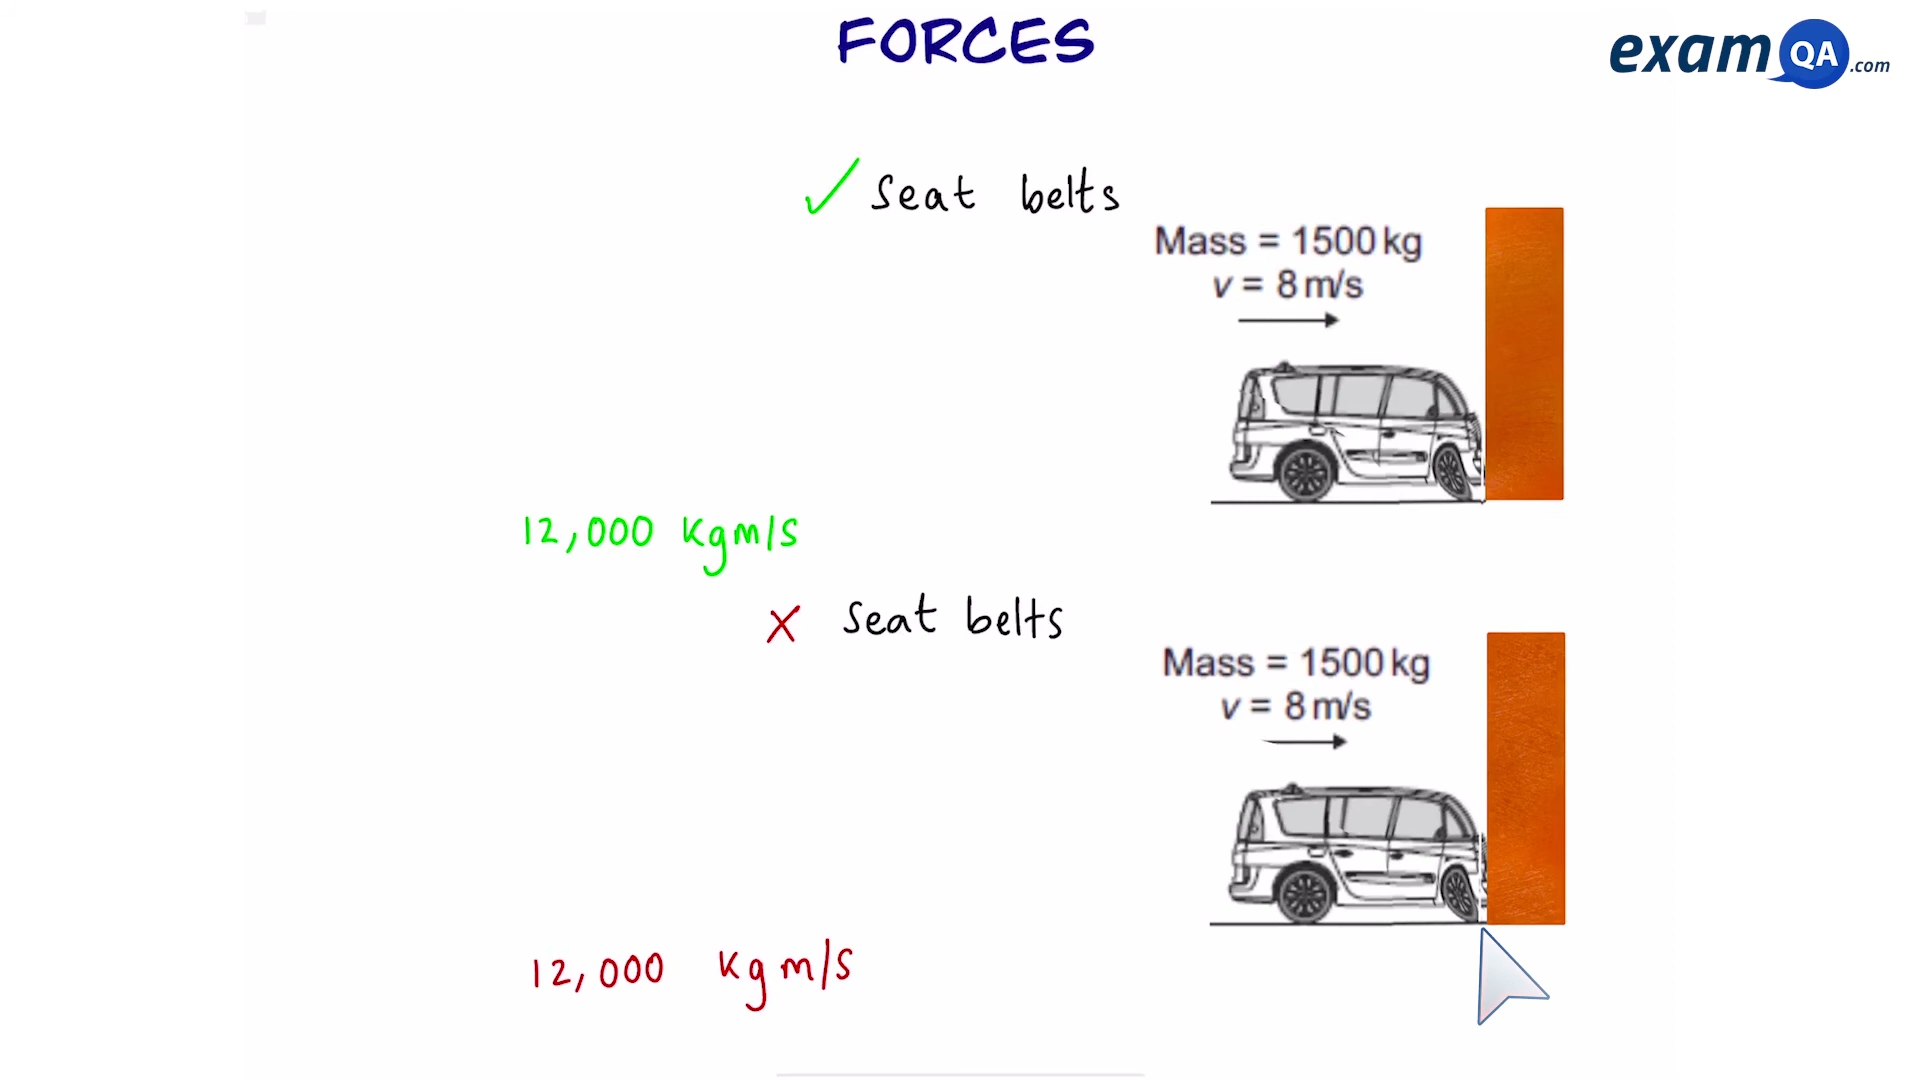 FORCES
examQA.com
✓ Seat belts
Mass = 1500 kg
v = 8 m/s
12,000 kgm/s
X Seat belts
Mass = 1500 kg
v = 8 m/s
12,000 kgm/s